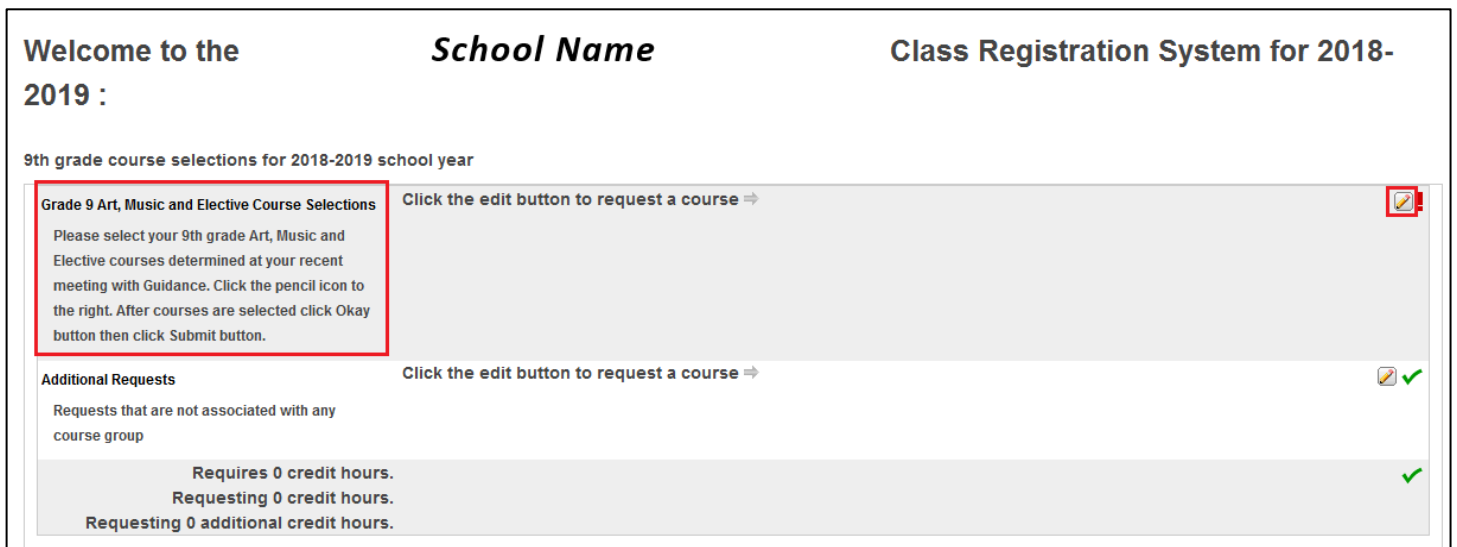 Welcome to the School Name Class Registration System for 2018-
2019 :
9th grade course selections for 2018-2019 school year
Grade 9 Art, Music and Elective Course Selections
Click the edit button to request a course ⇒
Please select your 9th grade Art, Music and
Elective courses determined at your recent
meeting with Guidance. Click the pencil icon to
the right. After courses are selected click Okay
button then click Submit button.
Additional Requests
Click the edit button to request a course ⇒
Requests that are not associated with any
course group
Requires 0 credit hours.
Requesting 0 credit hours.
Requesting 0 additional credit hours.